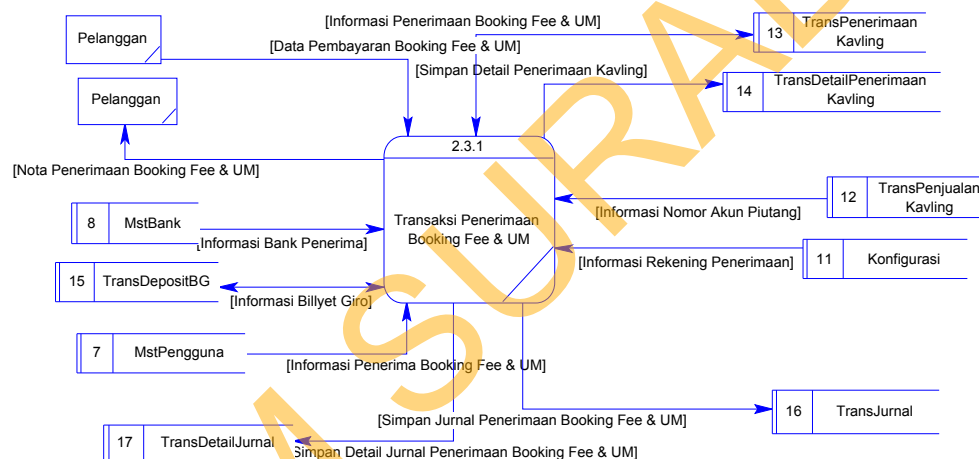 [Informasi Penerimaan Booking Fee & UM]
Pelanggan
13
TransPenerimaan
Kavling
[Data Pembayaran Booking Fee & UM]
[Simpan Detail Penerimaan Kavling]
14
TransDetailPenerimaan
Kavling
Pelanggan
2.3.1
[Nota Penerimaan Booking Fee & UM]
12
TransPenjualan
Kavling
8
MstBank
[Informasi Nomor Akun Piutang]
Transaksi Penerimaan
Booking Fee & UM
[Informasi Bank Penerima]
[Informasi Rekening Penerimaan]
11
Konfigurasi
15
TransDepositBG
[Informasi Billyet Giro]
7
MstPengguna
[Informasi Penerima Booking Fee & UM]
[Simpan Jurnal Penerimaan Booking Fee & UM]
16
TransJurnal
17
TransDetailJurnal
Simpan Detail Jurnal Penerimaan Booking Fee & UM]
M SURA